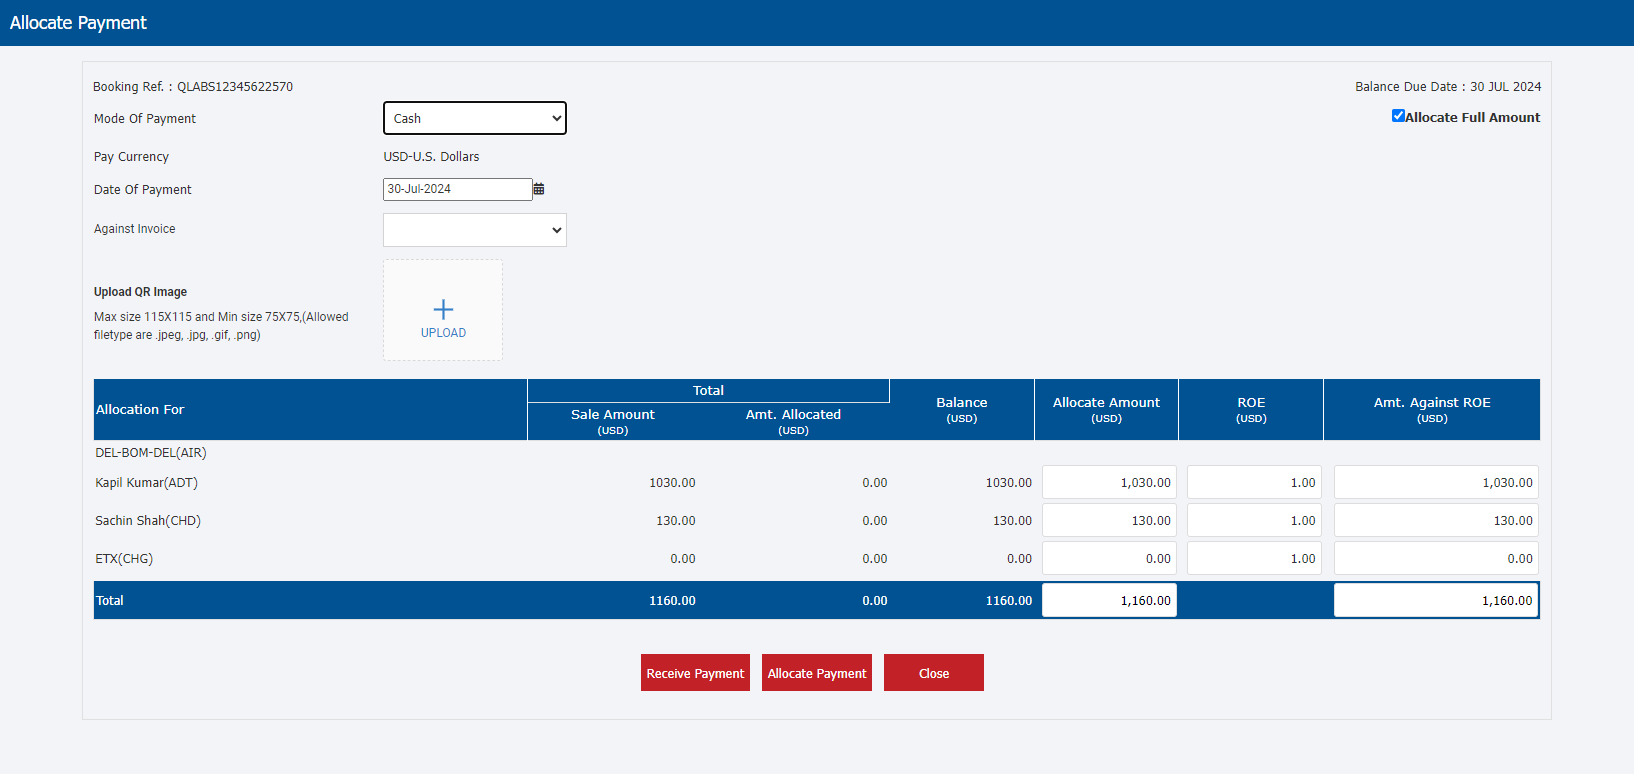 Allocate Payment
Booking Ref. : QLABS12345622570
Balance Due Date : 30 JUL 2024
Mode Of Payment
Cash
Allocate Full Amount
Pay Currency
USD-U.S. Dollars
Date Of Payment
30-Jul-2024
Against Invoice
Upload QR Image
Max size 115X115 and Min size 75X75,(Allowed
filetype are .jpeg, .jpg, .gif, .png)
UPLOAD
Allocation For
Total
Sale Amount
(USD)
Amt. Allocated
(USD)
Balance
(USD)
Allocate Amount
(USD)
ROE
(USD)
Amt. Against ROE
(USD)
DEL-BOM-DEL(AIR)
Kapil Kumar(ADT) 1030.00 0.00 1030.00 1,030.00 1.00 1,030.00
Sachin Shah(CHD) 130.00 0.00 130.00 130.00 1.00 130.00
ETX(CHG) 0.00 0.00 0.00 0.00 1.00 0.00
Total 1160.00 0.00 1160.00 1,160.00 1,160.00
Receive Payment
Allocate Payment
Close